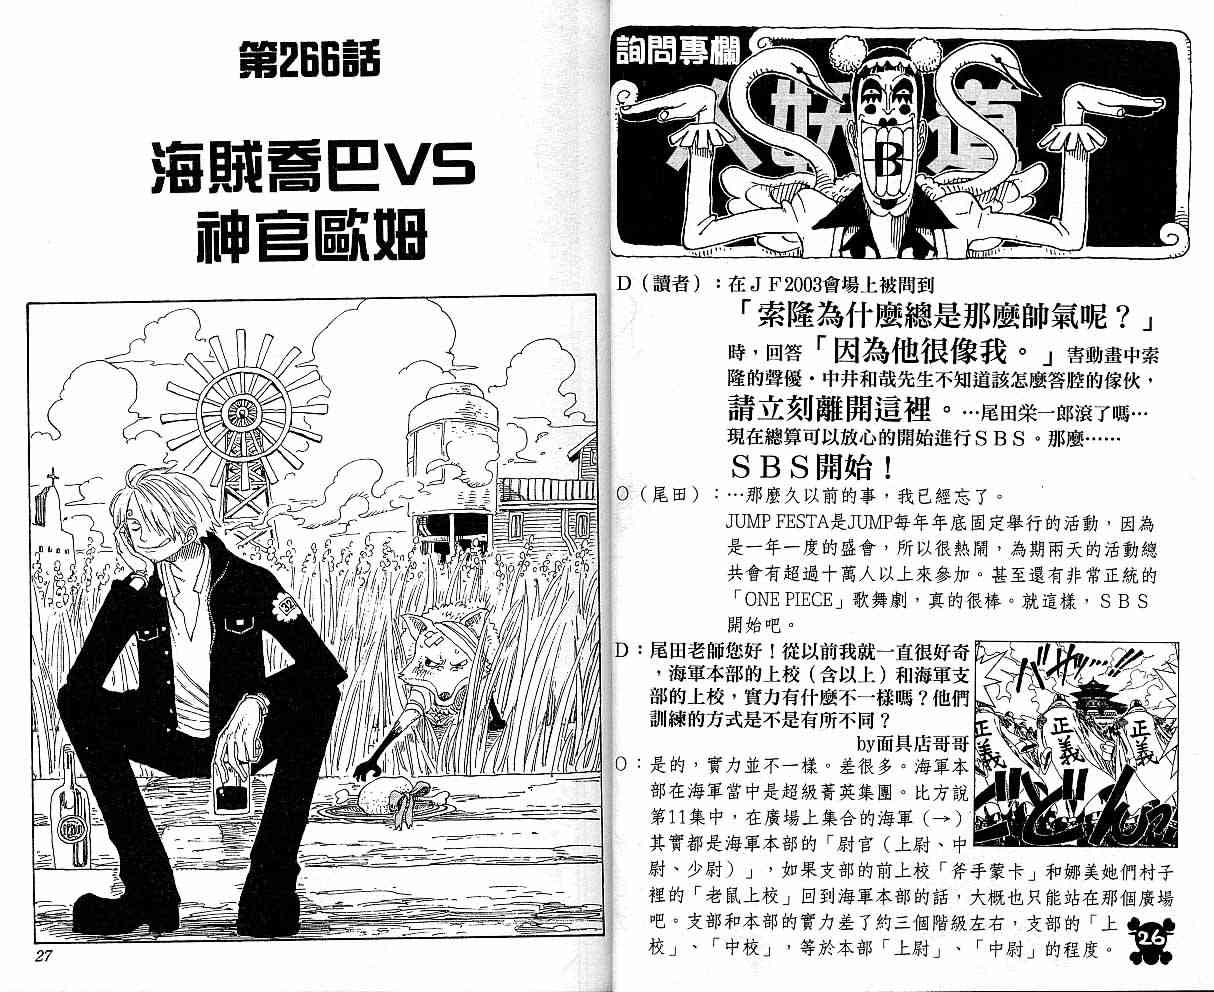 詢問專欄
人妖道
B
D（讀者）：在ＪＦ2003會場上被問到
「索隆為什麼總是那麼帥氣呢？」
時，回答「因為他很像我。」害動畫中索
隆的聲優・中井和哉先生不知道該怎麼答腔的傢伙，
請立刻離開這裡。…尾田栄一郎滾了嗎…
現在總算可以放心的開始進行ＳＢＳ。那麼……
ＳＢＳ開始！
O（尾田）：…那麼久以前的事，我已經忘了。
JUMP FESTA是JUMP每年年底固定舉行的活動，因為
是一年一度的盛會，所以很熱鬧，為期兩天的活動總
共會有超過十萬人以上來參加。甚至還有非常正統的
「ONE PIECE」歌舞劇，真的很棒。就這樣，ＳＢＳ
開始吧。
D：尾田老師您好！從以前我就一直很好奇
，海軍本部的上校（含以上）和海軍支
部的上校，實力有什麼不一樣嗎？他們
訓練的方式是不是有所不同？
by面具店哥哥
O：是的，實力並不一樣。差很多。海軍本
部在海軍當中是超級菁英集團。比方說
第11集中，在廣場上集合的海軍（→）
其實都是海軍本部的「尉官（上尉、中
尉、少尉）」，如果支部的前上校「斧手蒙卡」和娜美她們村子
裡的「老鼠上校」回到海軍本部的話，大概也只能站在那個廣場
吧。支部和本部的實力差了約三個階級左右，支部的「上
校」、「中校」，等於本部「上尉」、「中尉」的程度。
正義
正義
正義
どどん
26
第266話
海賊喬巴VS
神官歐姆
32
27